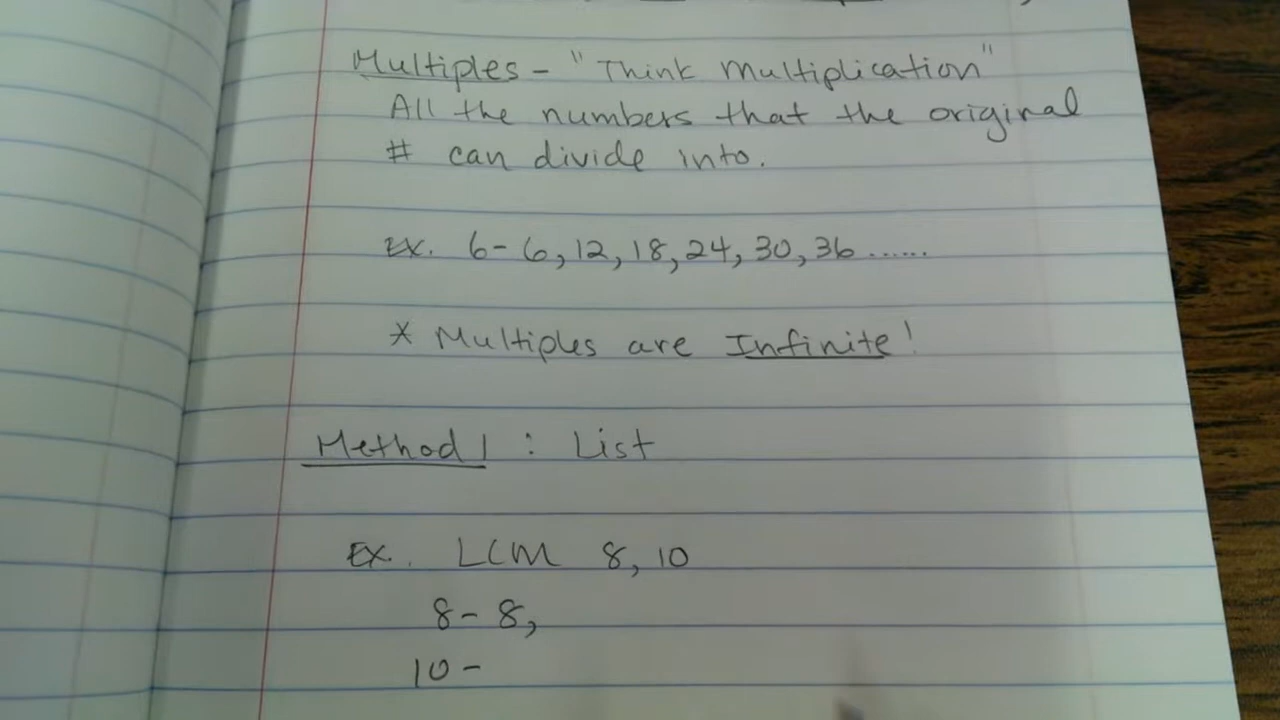 Multiples - "Think Multiplication"
All the numbers that the original
# can divide into.
Ex. 6- 6, 12, 18, 24, 30, 36......
* Multiples are Infinite!
Method 1 : List
Ex. LCM 8, 10
8- 8,
10 -